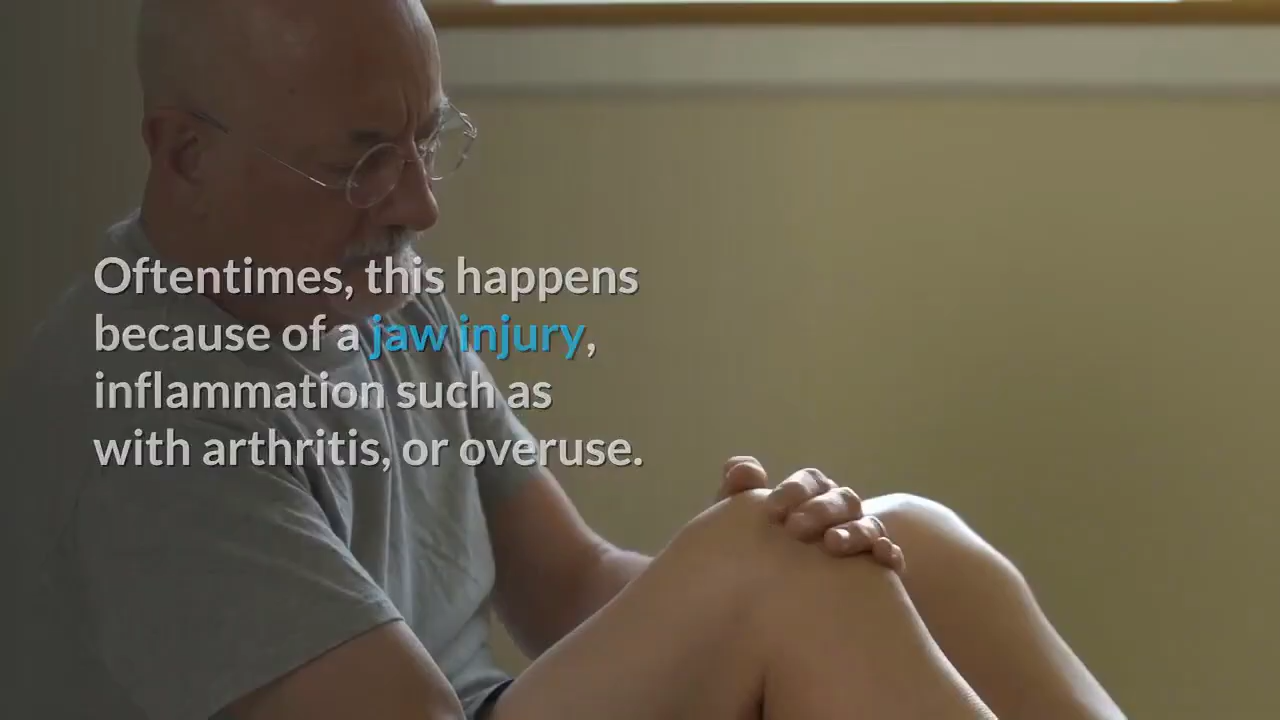 Oftentimes, this happens
because of a jaw injury,
inflammation such as
with arthritis, or overuse.